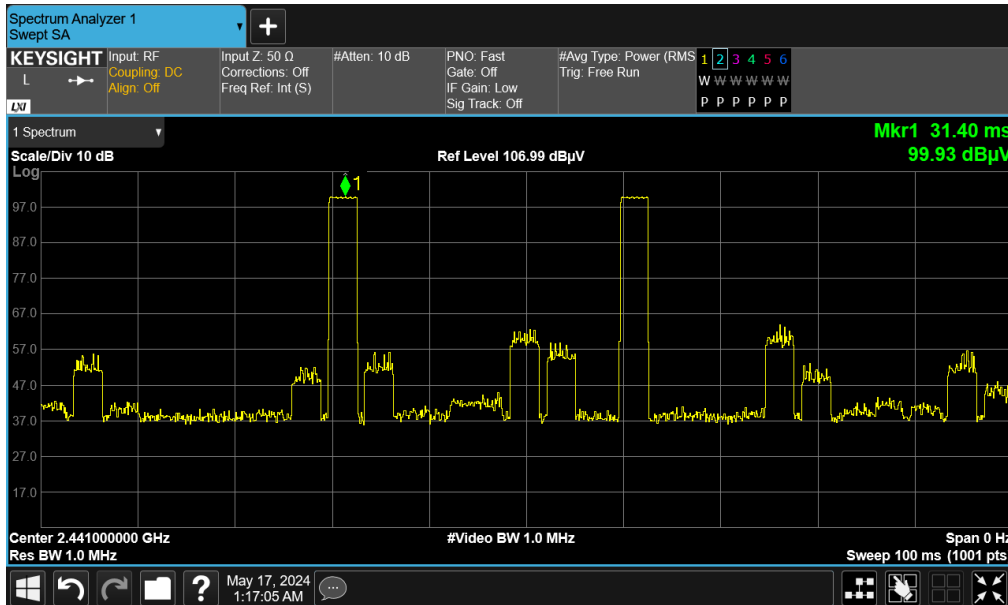 Spectrum Analyzer 1
Swept SA
+
KEYSIGHT
L
LXI
Input: RF
Coupling: DC
Align: Off
Input Z: 50 Ω
Corrections: Off
Freq Ref: Int (S)
#Atten: 10 dB
PNO: Fast
Gate: Off
IF Gain: Low
Sig Track: Off
#Avg Type: Power (RMS
Trig: Free Run
1 2 3 4 5 6
W W W W W W
P P P P P P
1 Spectrum
Mkr1 31.40 ms
Scale/Div 10 dB
Ref Level 106.99 dBµV
99.93 dBµV
Log
1
97.0
87.0
77.0
67.0
57.0
47.0
37.0
27.0
17.0
Center 2.441000000 GHz
#Video BW 1.0 MHz
Span 0 Hz
Res BW 1.0 MHz
Sweep 100 ms (1001 pts
?
May 17, 2024
1:17:05 AM